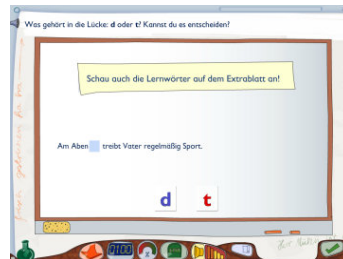 Was gehört in die Lücke: d oder t? Kannst du es entscheiden?
Schau auch die Lernwörter auf dem Extrablatt an!
Am Aben treibt Vater regelmäßig Sport.
d t